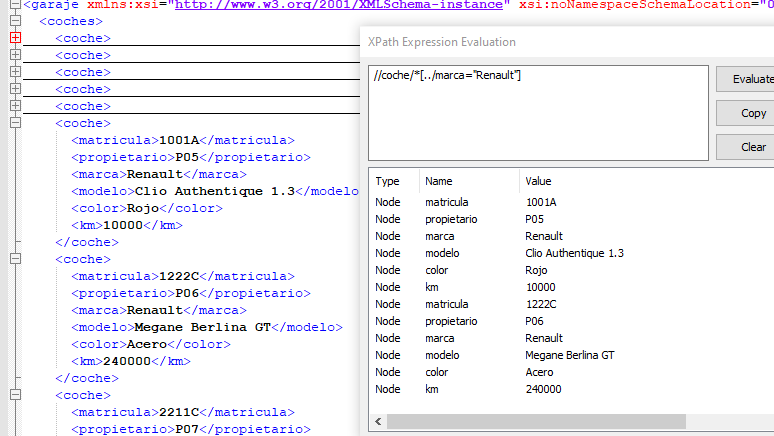 <garaje xmlns:xsi="http://www.w3.org/2001/XMLSchema-instance" xsi:noNamespaceSchemaLocation="
<coches>
<coche>
<coche>
<coche>
<coche>
<coche>
<coche>
<matricula>1001A</matricula>
<propietario>P05</propietario>
<marca>Renault</marca>
<modelo>Clio Authentique 1.3</modelo
<color>Rojo</color>
<km>10000</km>
</coche>
<coche>
<matricula>1222C</matricula>
<propietario>P06</propietario>
<marca>Renault</marca>
<modelo>Megane Berlina GT</modelo>
<color>Acero</color>
<km>240000</km>
</coche>
<coche>
<matricula>2211C</matricula>
<propietario>P07</propietario>
XPath Expression Evaluation
//coche/*[../marca="Renault"]
Evaluate
Copy
Clear
Type Name Value
Node matricula 1001A
Node propietario P05
Node marca Renault
Node modelo Clio Authentique 1.3
Node color Rojo
Node km 10000
Node matricula 1222C
Node propietario P06
Node marca Renault
Node modelo Megane Berlina GT
Node color Acero
Node km 240000